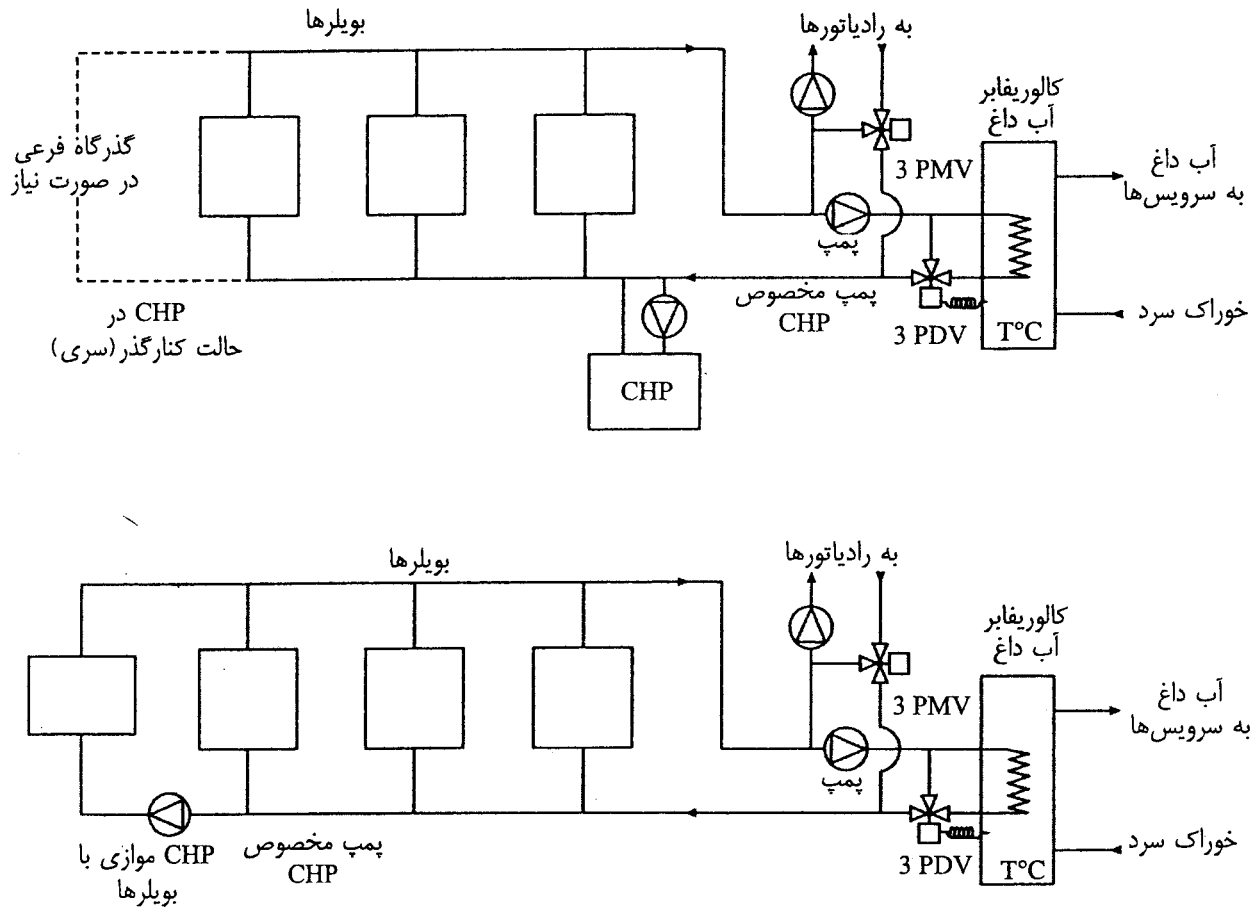 بویلرها
به رادیاتورها
کالوریفایر
آب داغ
گذرگاه فرعی
در صورت نیاز
3 PMV
آب داغ
به سرویس‌ها
پمپ
پمپ مخصوص
CHP
CHP در
حالت کنارگذر(سری)
3 PDV
T°C
خوراک سرد
CHP
بویلرها
به رادیاتورها
کالوریفایر
آب داغ
3 PMV
آب داغ
به سرویس‌ها
پمپ
پمپ مخصوص
CHP
CHP موازی با
بویلرها
3 PDV
T°C
خوراک سرد